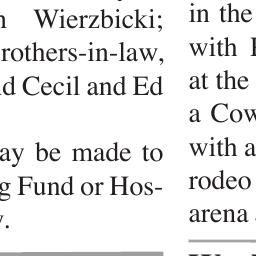 Wierzbicki;
rothers-in-law,
Cecil and Ed
ay be made to
g Fund or Hos-
in the
with
at the
a Cow
with a
rodeo
arena